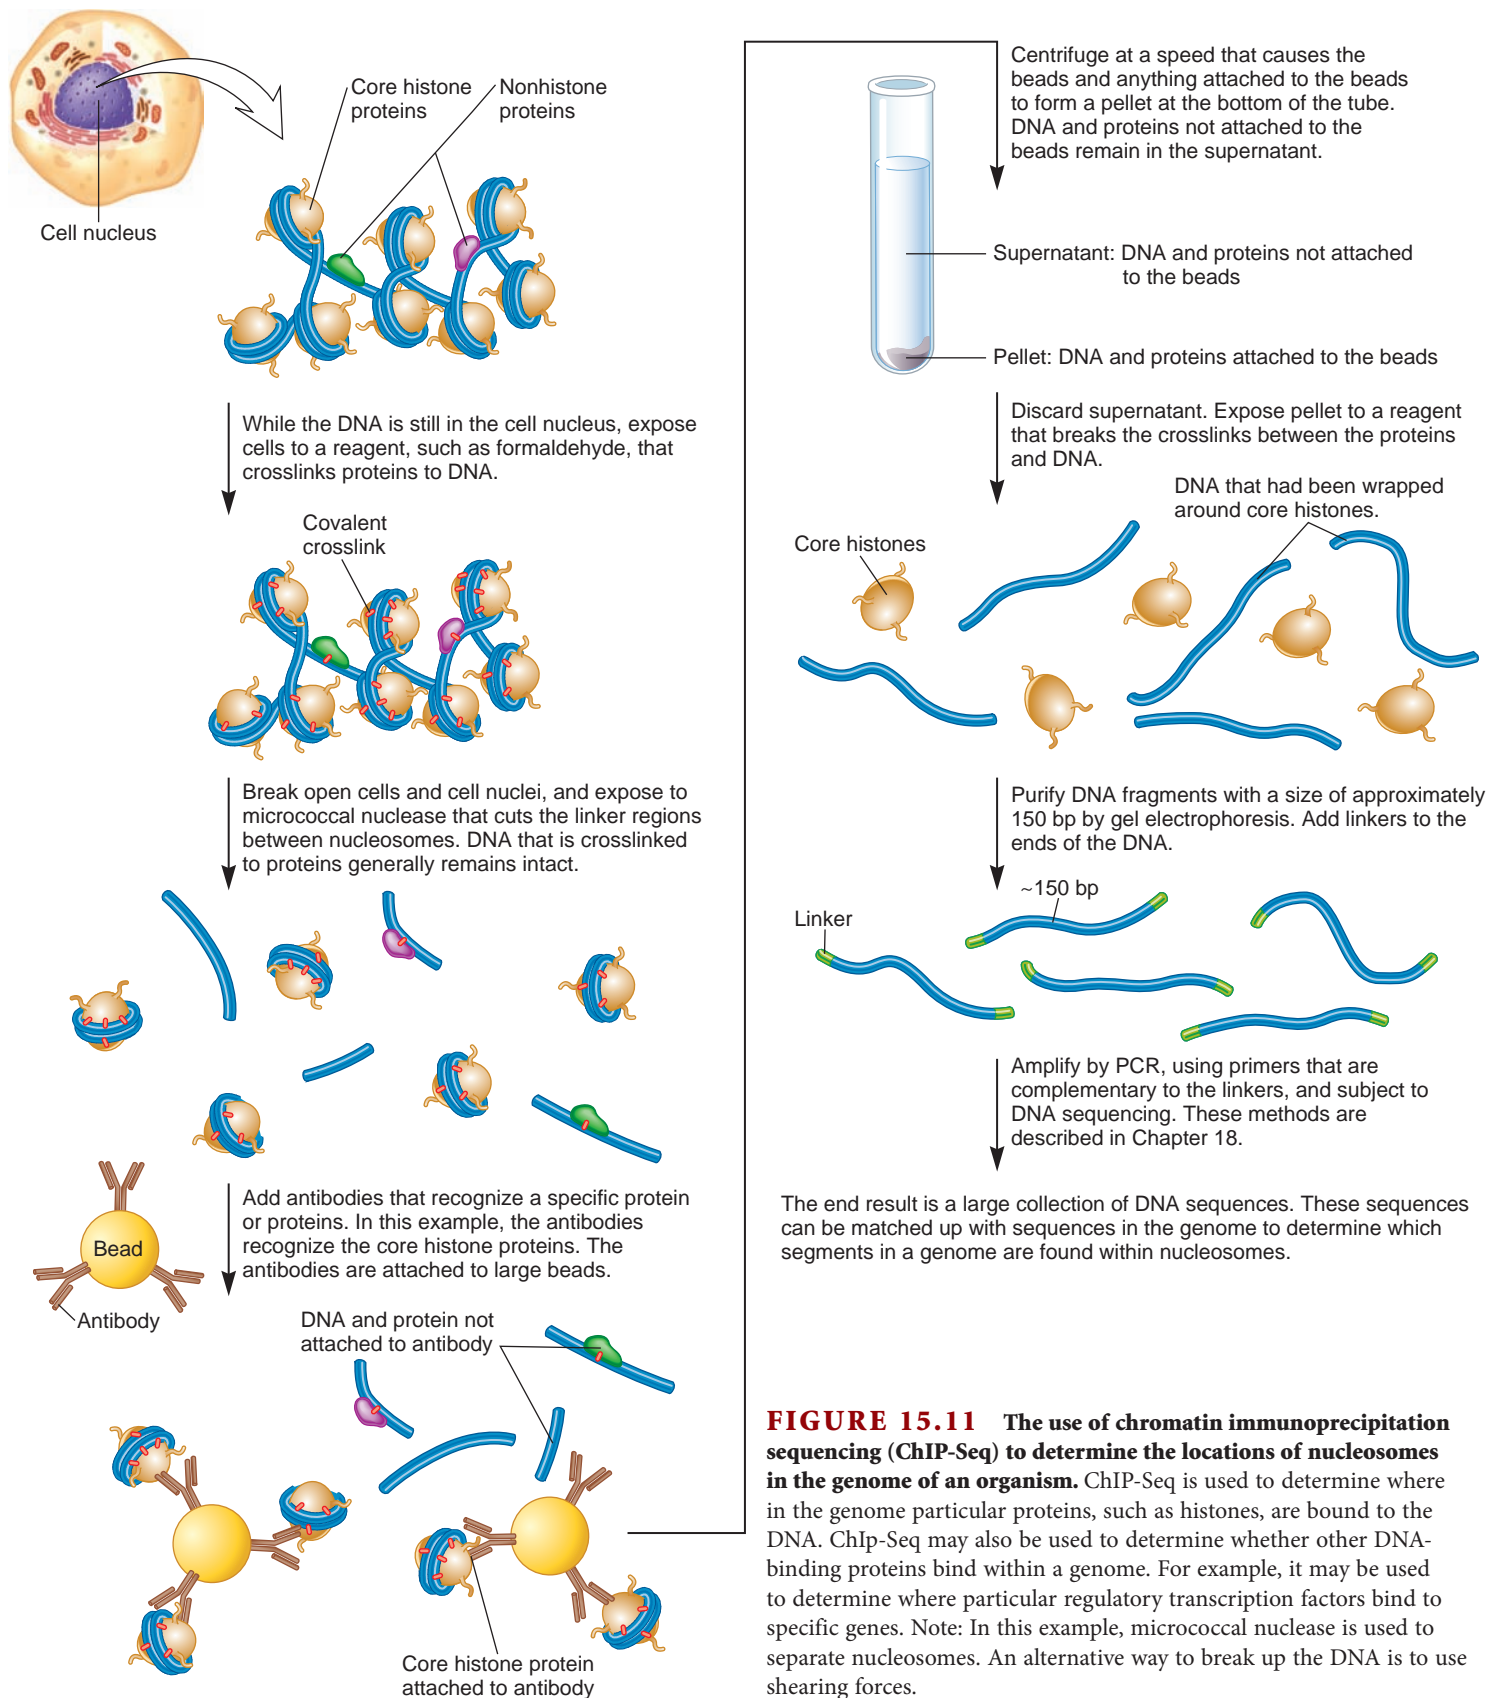 Cell nucleus
Core histone
proteins
Nonhistone
proteins
While the DNA is still in the cell nucleus, expose
cells to a reagent, such as formaldehyde, that
crosslinks proteins to DNA.
Covalent
crosslink
Break open cells and cell nuclei, and expose to
micrococcal nuclease that cuts the linker regions
between nucleosomes. DNA that is crosslinked
to proteins generally remains intact.
Add antibodies that recognize a specific protein
or proteins. In this example, the antibodies
recognize the core histone proteins. The
antibodies are attached to large beads.
Bead
Antibody
DNA and protein not
attached to antibody
Core histone protein
attached to antibody
Centrifuge at a speed that causes the
beads and anything attached to the beads
to form a pellet at the bottom of the tube.
DNA and proteins not attached to the
beads remain in the supernatant.
Supernatant: DNA and proteins not attached
to the beads
Pellet: DNA and proteins attached to the beads
Discard supernatant. Expose pellet to a reagent
that breaks the crosslinks between the proteins
and DNA.
DNA that had been wrapped
around core histones.
Core histones
Purify DNA fragments with a size of approximately
150 bp by gel electrophoresis. Add linkers to the
ends of the DNA.
~150 bp
Linker
Amplify by PCR, using primers that are
complementary to the linkers, and subject to
DNA sequencing. These methods are
described in Chapter 18.
The end result is a large collection of DNA sequences. These sequences
can be matched up with sequences in the genome to determine which
segments in a genome are found within nucleosomes.
FIGURE 15.11 The use of chromatin immunoprecipitation
sequencing (ChIP-Seq) to determine the locations of nucleosomes
in the genome of an organism. ChIP-Seq is used to determine where
in the genome particular proteins, such as histones, are bound to the
DNA. ChIp-Seq may also be used to determine whether other DNA-
binding proteins bind within a genome. For example, it may be used
to determine where particular regulatory transcription factors bind to
specific genes. Note: In this example, micrococcal nuclease is used to
separate nucleosomes. An alternative way to break up the DNA is to use
shearing forces.